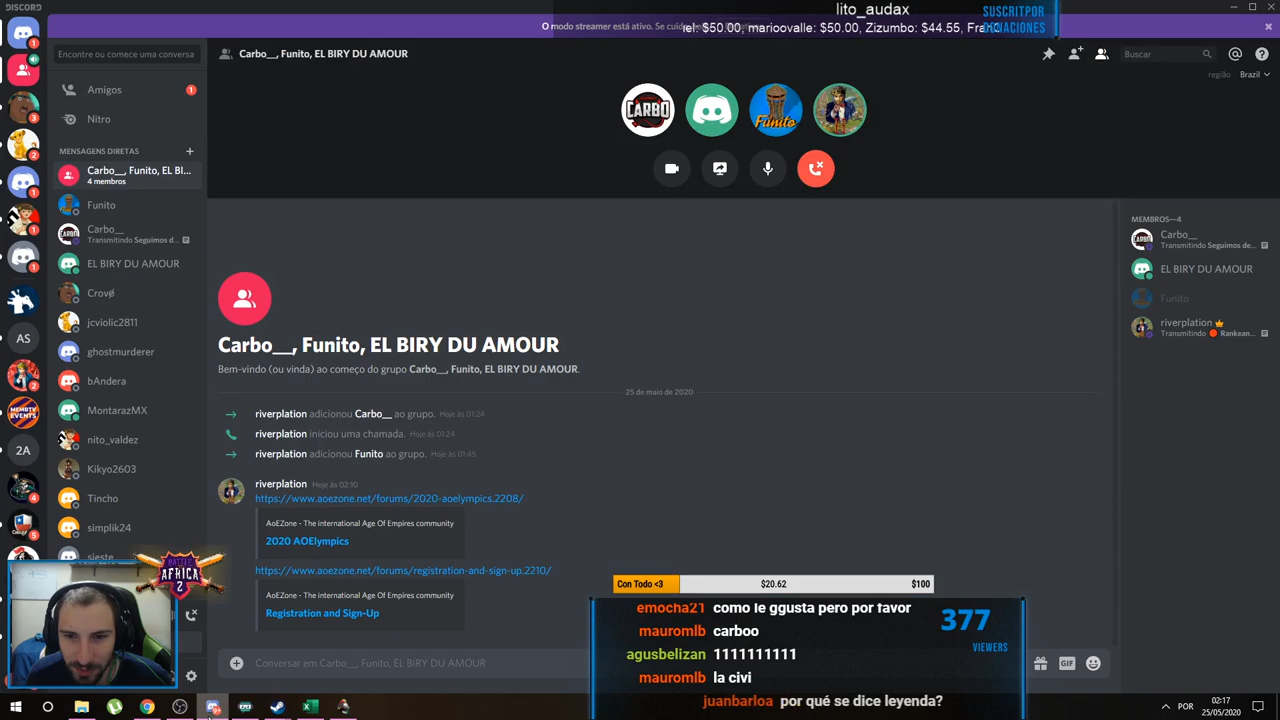 DISCORD
lito_audax
SUSCRITPOR
DONACIONES
O modo streamer está ativo. Se cuide
rel: $50.00, marioovalle: $50.00, Zizumbo: $44.55,
Encontre ou comece uma conversa
Carbo__, Funito, EL BIRY DU AMOUR
Buscar
região Brazil
Amigos
1
Nitro
MENSAGENS DIRETAS
Carbo__, Funito, EL BI...
4 membros
Funito
Carbo__
Transmitindo Seguimos d...
EL BIRY DU AMOUR
Crovø
jcviolic2811
ghostmurderer
bAndera
MontarazMX
nito_valdez
Kikyo2603
Tincho
simplik24
sieste
AS
2A
CARBO
Funito
Carbo__, Funito, EL BIRY DU AMOUR
Bem-vindo (ou vinda) ao começo do grupo Carbo__, Funito, EL BIRY DU AMOUR.
25 de maio de 2020
riverplation adicionou Carbo__ ao grupo. Hoje às 01:24
riverplation iniciou uma chamada. Hoje às 01:24
riverplation adicionou Funito ao grupo. Hoje às 01:45
riverplation Hoje às 02:10
https://www.aoezone.net/forums/2020-aoelympics.2208/
AoEZone - The international Age Of Empires community
2020 AOElympics
https://www.aoezone.net/forums/registration-and-sign-up.2210/
AoEZone - The international Age Of Empires community
Registration and Sign-Up
Conversar em Carbo__, Funito, EL BIRY DU AMOUR
GIF
MEMBROS—4
Carbo__
Transmitindo Seguimos de...
EL BIRY DU AMOUR
Funito
riverplation
Transmitindo Rankean...
BATTLE
AFRICA
2
Con Todo <3
$20.62
$100
emocha21 como le ggusta pero por favor
mauromlb carboo
agusbelizan 1111111111
mauromlb la civi
juanbarloa por qué se dice leyenda?
377
VIEWERS
POR
02:17
25/05/2020